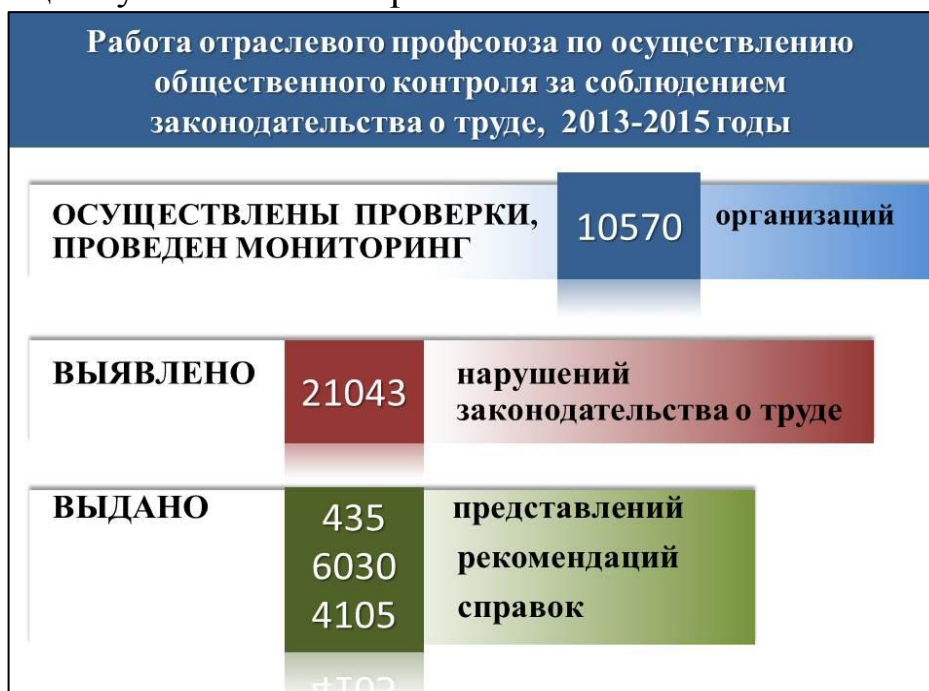 Работа отраслевого профсоюза по осуществлению
общественного контроля за соблюдением
законодательства о труде, 2013-2015 годы
ОСУЩЕСТВЛЕНЫ ПРОВЕРКИ,
ПРОВЕДЕН МОНИТОРИНГ
10570
организаций
ВЫЯВЛЕНО
21043
нарушений
законодательства о труде
ВЫДАНО
435 представлений
6030 рекомендаций
4105 справок